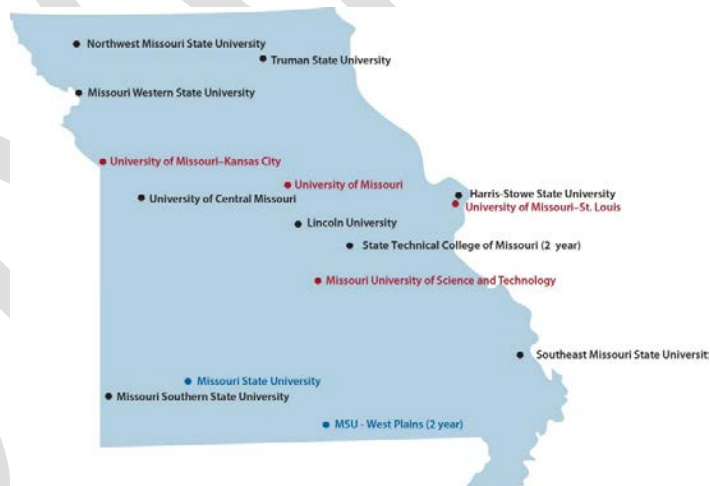 Northwest Missouri State University
Truman State University
Missouri Western State University
University of Missouri–Kansas City
University of Missouri
University of Central Missouri
Harris-Stowe State University
University of Missouri–St. Louis
Lincoln University
State Technical College of Missouri (2 year)
Missouri University of Science and Technology
Southeast Missouri State Universit
Missouri State University
Missouri Southern State University
MSU - West Plains (2 year)